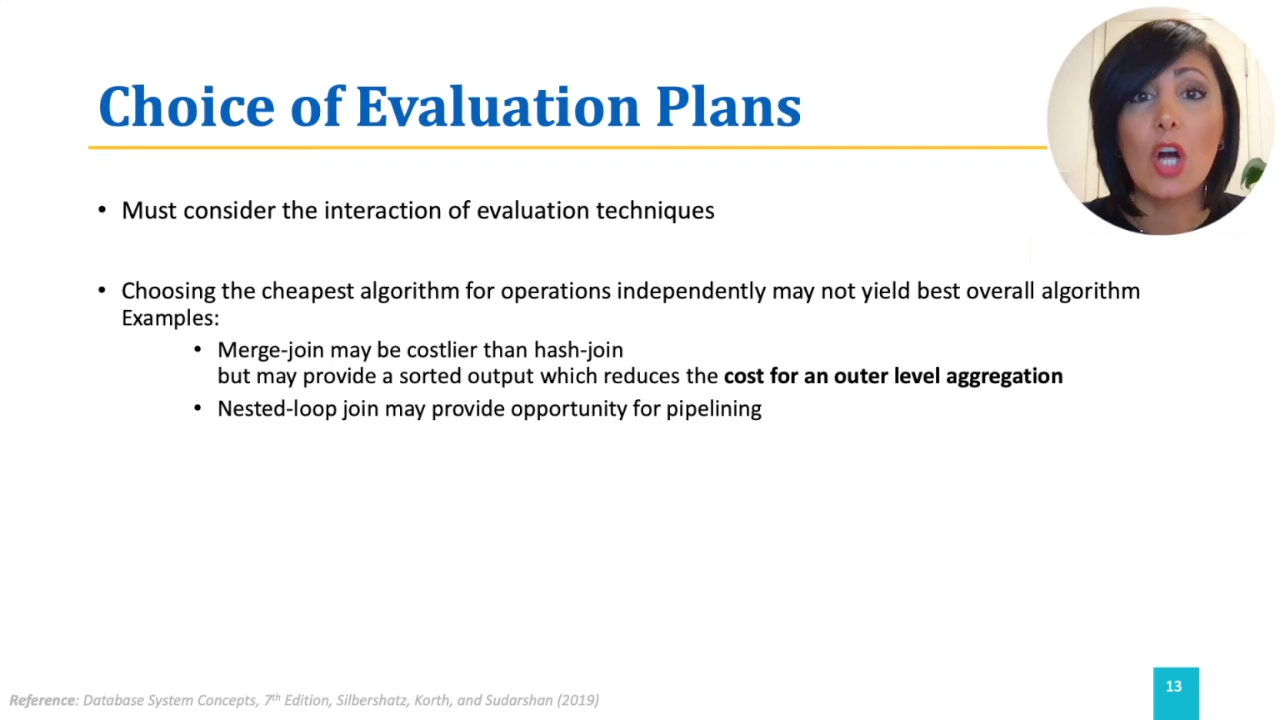 Choice of Evaluation Plans
• Must consider the interaction of evaluation techniques
• Choosing the cheapest algorithm for operations independently may not yield best overall algorithm
Examples:
• Merge-join may be costlier than hash-join
but may provide a sorted output which reduces the cost for an outer level aggregation
• Nested-loop join may provide opportunity for pipelining
Reference: Database System Concepts, 7th Edition, Silbershatz, Korth, and Sudarshan (2019)
13